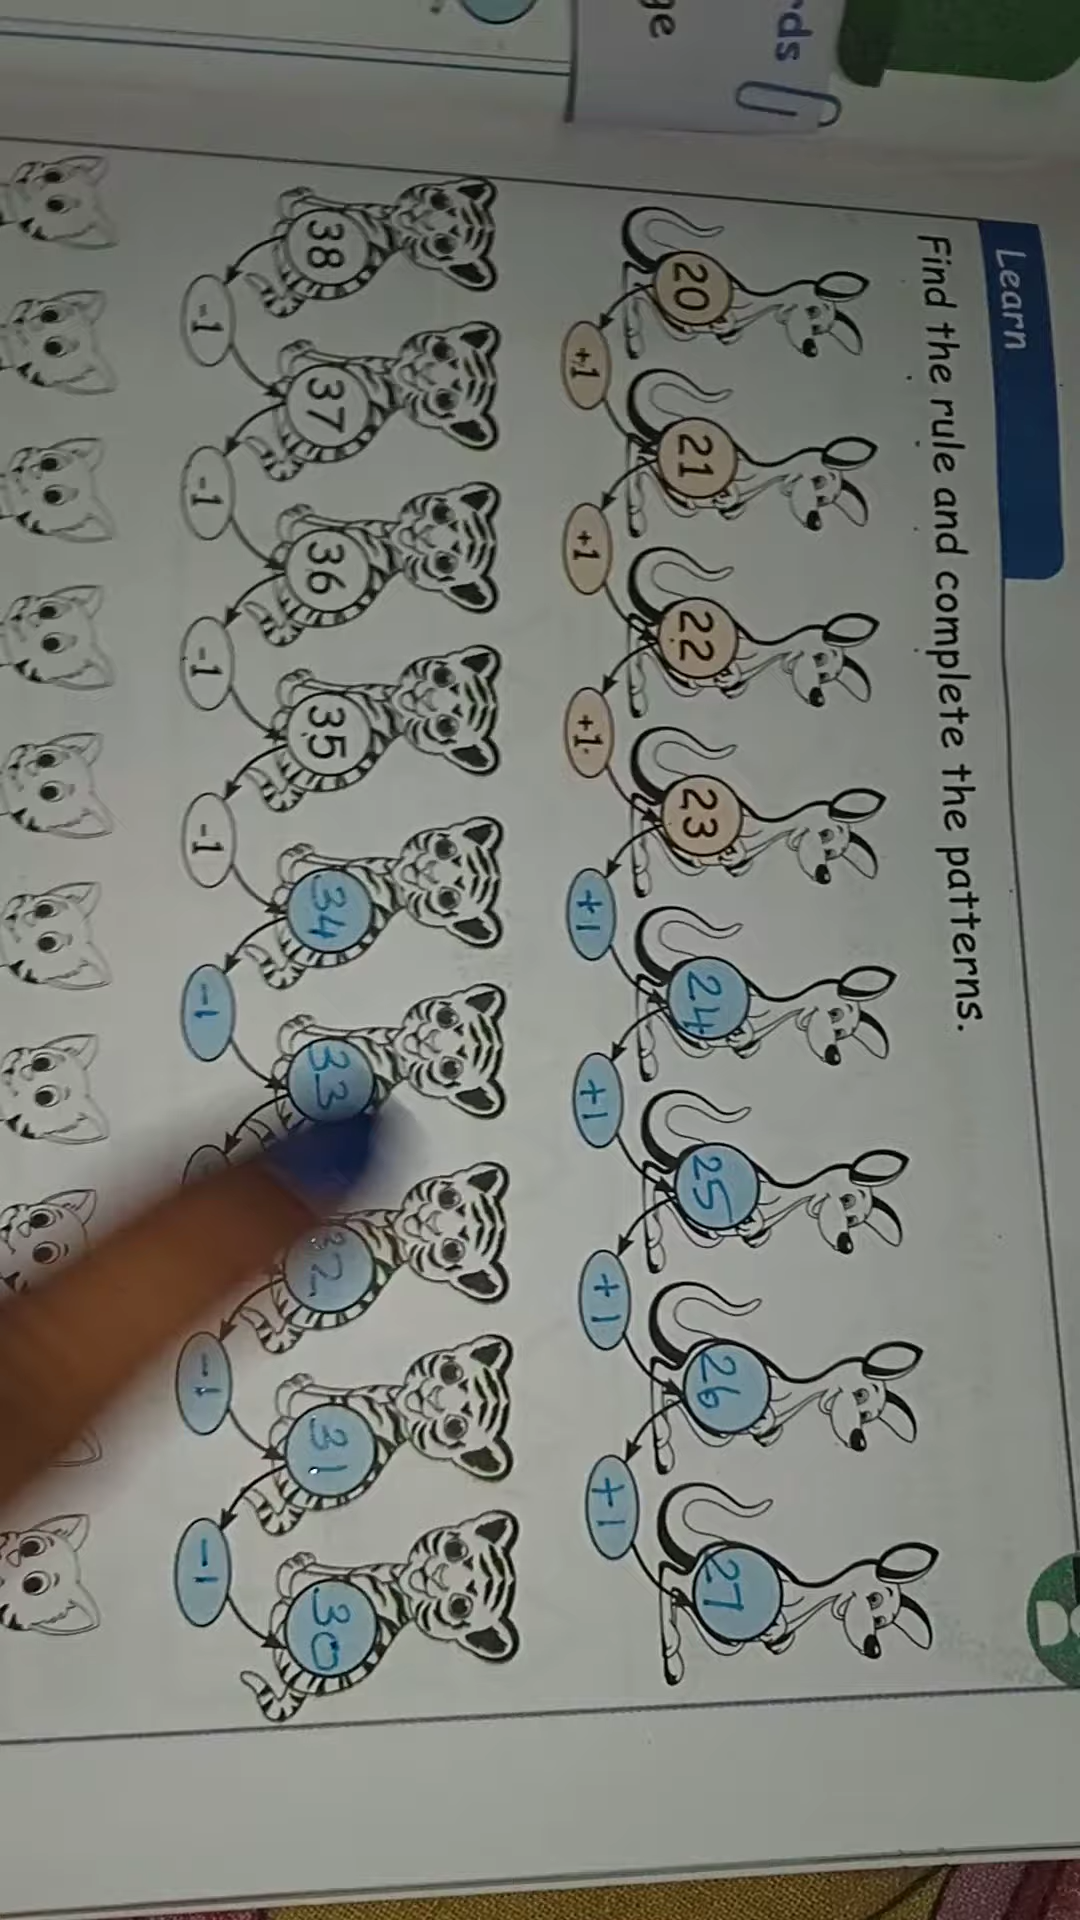 rds
ge
Learn
Find the rule and complete the patterns.
20 21 22 23 24 25 26 27
+1 +1 +1 +1 +1 +1 +1
38 37 36 35 34 33 32 31 30
-1 -1 -1 -1 -1 -1 -1